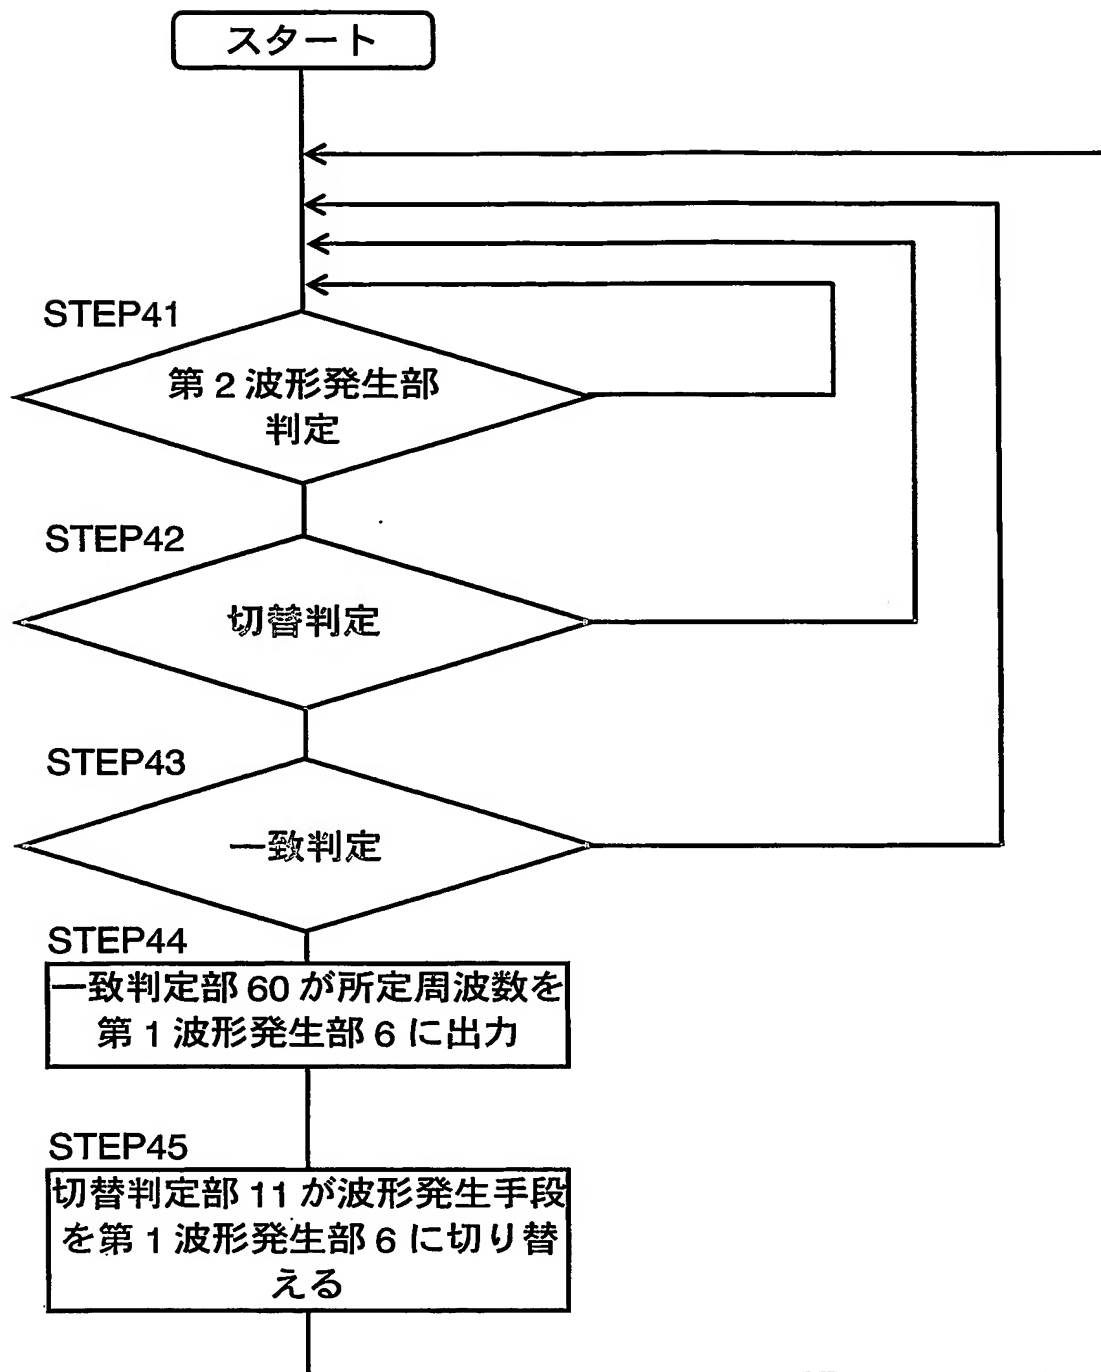 スタート
STEP41
第2波形発生部
判定
STEP42
切替判定
STEP43
一致判定
STEP44
一致判定部60が所定周波数を
第1波形発生部6に出力
STEP45
切替判定部11が波形発生手段
を第1波形発生部6に切り替
える